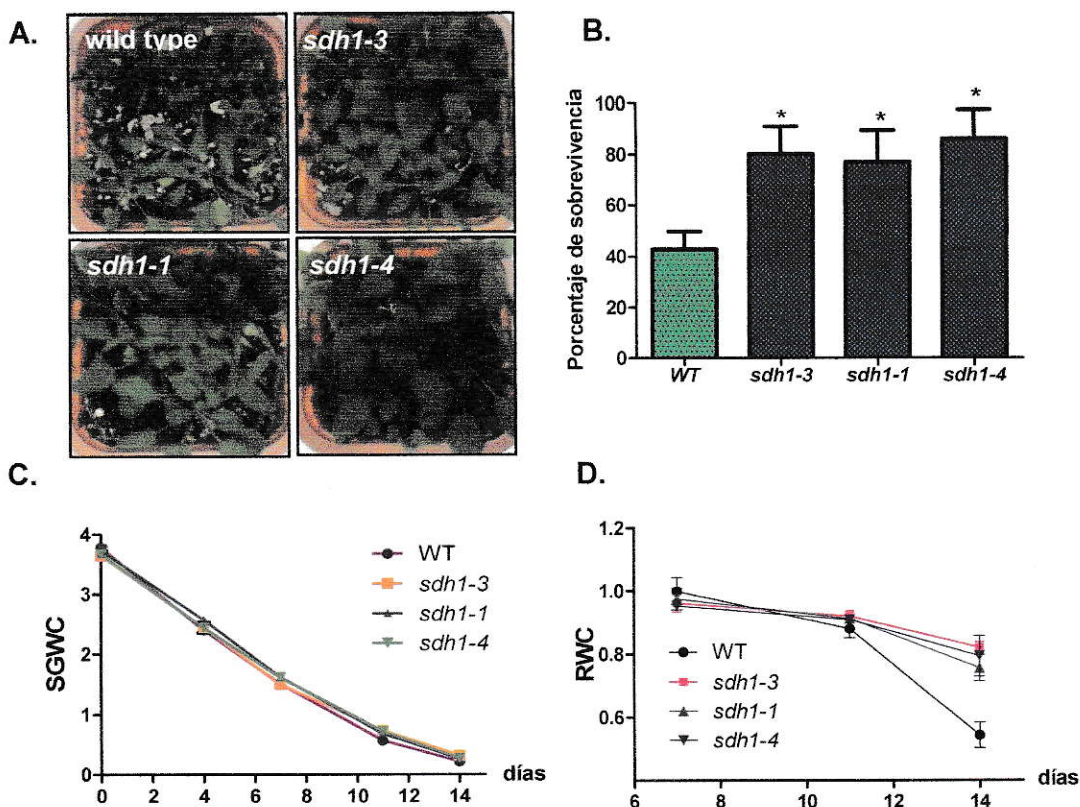 A.
wild type
sdh1-3
sdh1-1
sdh1-4
B.
Porcentaje de sobrevivencia
100
80
60
40
20
0
*
*
*
WT
sdh1-3
sdh1-1
sdh1-4
C.
SGWC
4
3
2
1
0
0 2 4 6 8 10 12 14
días
WT
sdh1-3
sdh1-1
sdh1-4
D.
RWC
1.2
1.0
0.8
0.6
6 8 10 12 14
días
WT
sdh1-3
sdh1-1
sdh1-4